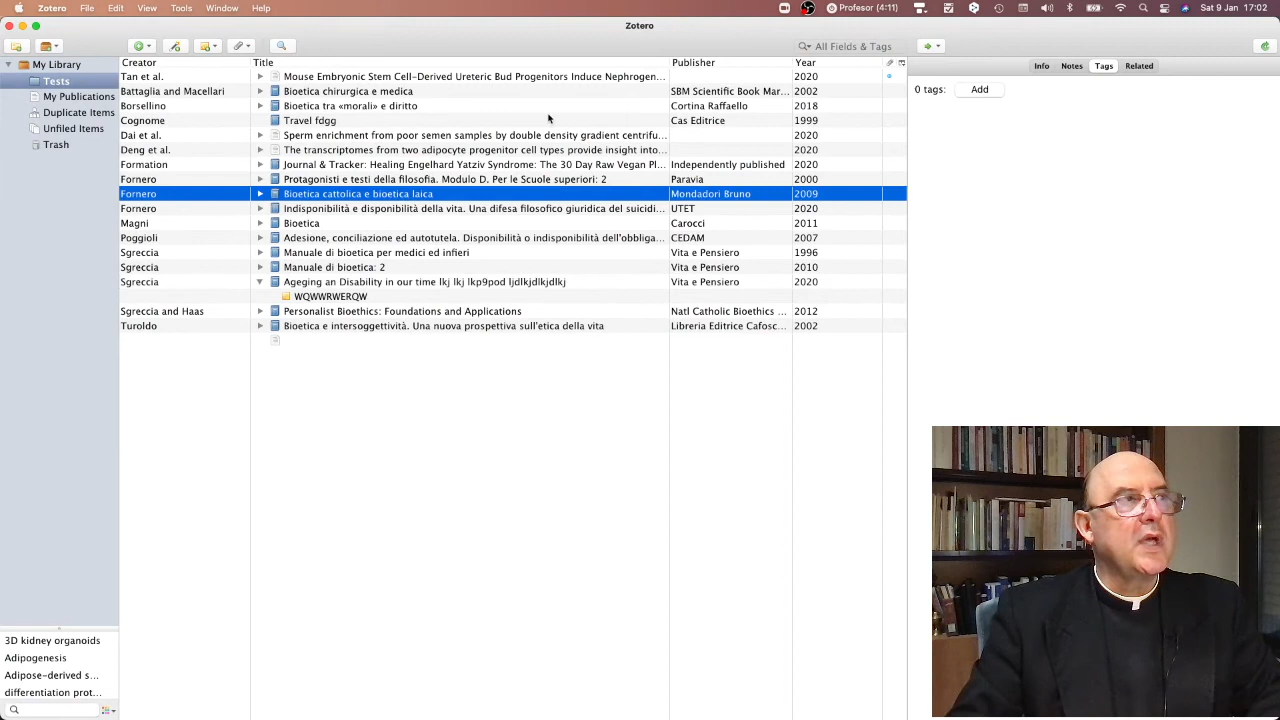 Zotero File Edit View Tools Window Help Profesor (4:11) Sat 9 Jan 17:02
Zotero
All Fields & Tags
My Library
Tests
My Publications
Duplicate Items
Unfiled Items
Trash
Creator Title Publisher Year
Tan et al. Mouse Embryonic Stem Cell-Derived Ureteric Bud Progenitors Induce Nephrogen... 2020
Battaglia and Macellari Bioetica chirurgica e medica SBM Scientific Book Mar... 2002
Borsellino Bioetica tra «morali» e diritto Cortina Raffaello 2018
Cognome Travel fdgg Cas Editrice 1999
Dai et al. Sperm enrichment from poor semen samples by double density gradient centrifu... 2020
Deng et al. The transcriptomes from two adipocyte progenitor cell types provide insight into... 2020
Formation Journal & Tracker: Healing Engelhard Yatziv Syndrome: The 30 Day Raw Vegan Pl... Independently published 2020
Fornero Protagonisti e testi della filosofia. Modulo D. Per le Scuole superiori: 2 Paravia 2000
Fornero Bioetica cattolica e bioetica laica Mondadori Bruno 2009
Fornero Indisponibilità e disponibilità della vita. Una difesa filosofico giuridica del suicidi... UTET 2020
Magni Bioetica Carocci 2011
Poggioli Adesione, conciliazione ed autotutela. Disponibilità o indisponibilità dell'obbliga... CEDAM 2007
Sgreccia Manuale di bioetica per medici ed infieri Vita e Pensiero 1996
Sgreccia Manuale di bioetica: 2 Vita e Pensiero 2010
Sgreccia Ageging an Disability in our time lkj lkj lkp9pod ljdlkjdlkjdlkj Vita e Pensiero 2020
WQWWRWERQW
Sgreccia and Haas Personalist Bioethics: Foundations and Applications Natl Catholic Bioethics ... 2012
Turoldo Bioetica e intersoggettività. Una nuova prospettiva sull'etica della vita Libreria Editrice Cafosc... 2002
Info Notes Tags Related
0 tags: Add
3D kidney organoids
Adipogenesis
Adipose-derived s...
differentiation prot...